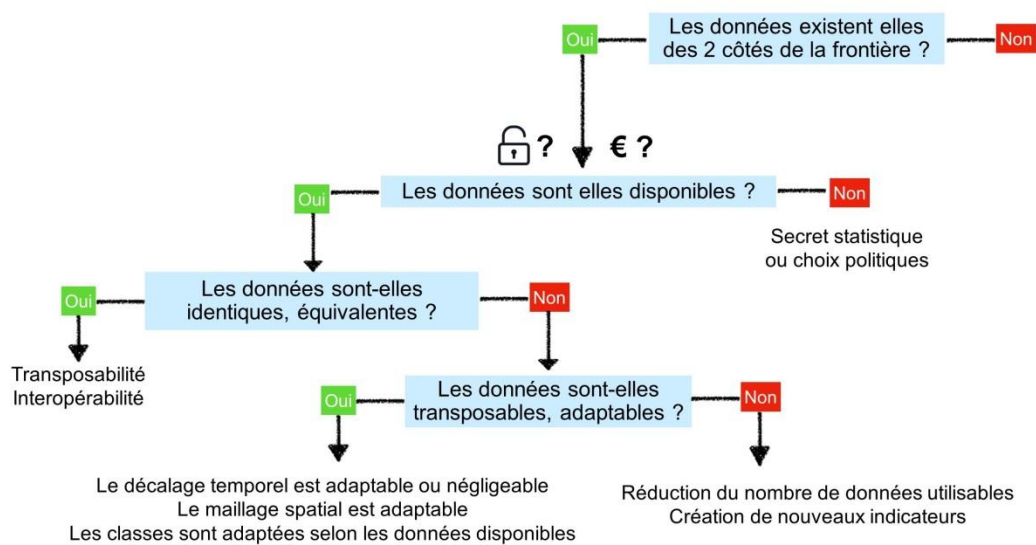 Oui
Les données existent elles
des 2 côtés de la frontière ?
Non
? € ?
Oui
Les données sont elles disponibles ?
Non
Secret statistique
ou choix politiques
Oui
Les données sont-elles
identiques, équivalentes ?
Non
Transposabilité
Interopérabilité
Oui
Les données sont-elles
transposables, adaptables ?
Non
Le décalage temporel est adaptable ou négligeable
Le maillage spatial est adaptable
Les classes sont adaptées selon les données disponibles
Réduction du nombre de données utilisables
Création de nouveaux indicateurs